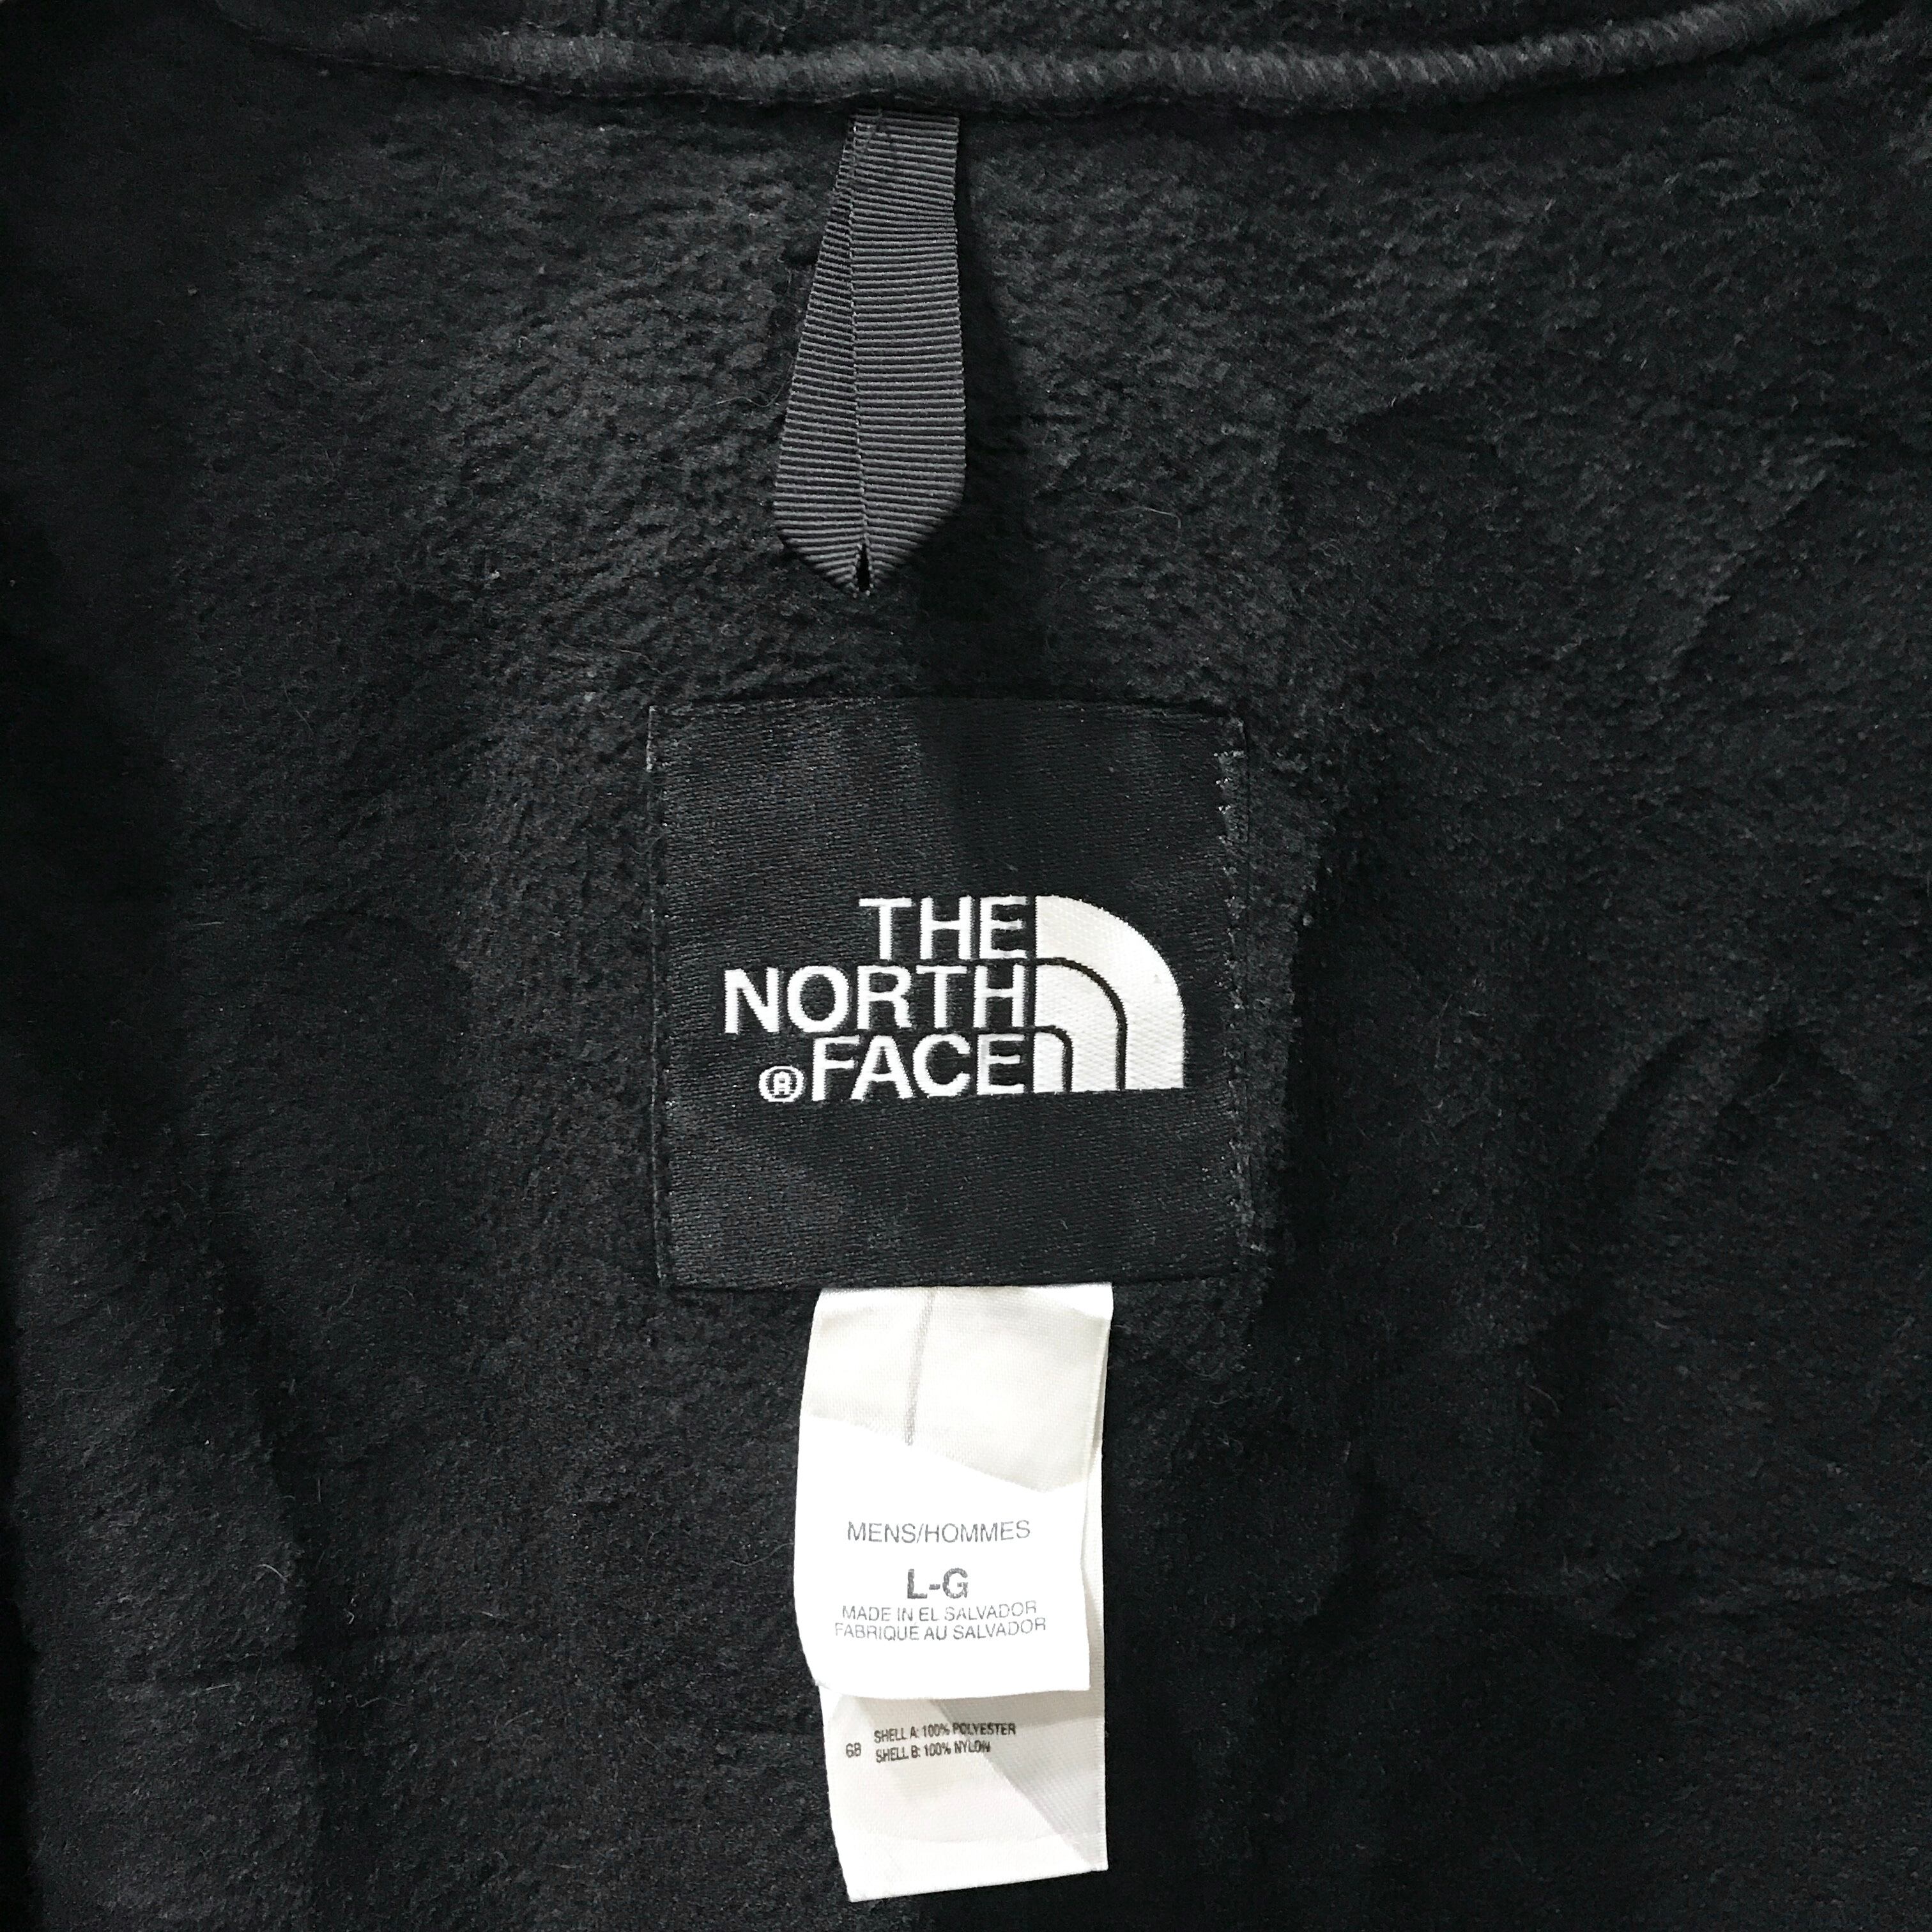 THE
NORTH
®FACE
MENS/HOMMES
L-G
MADE IN EL SALVADOR
FABRIQUE AU SALVADOR
SHELL A: 100% POLYESTER
6B SHELL B: 100% NYLON